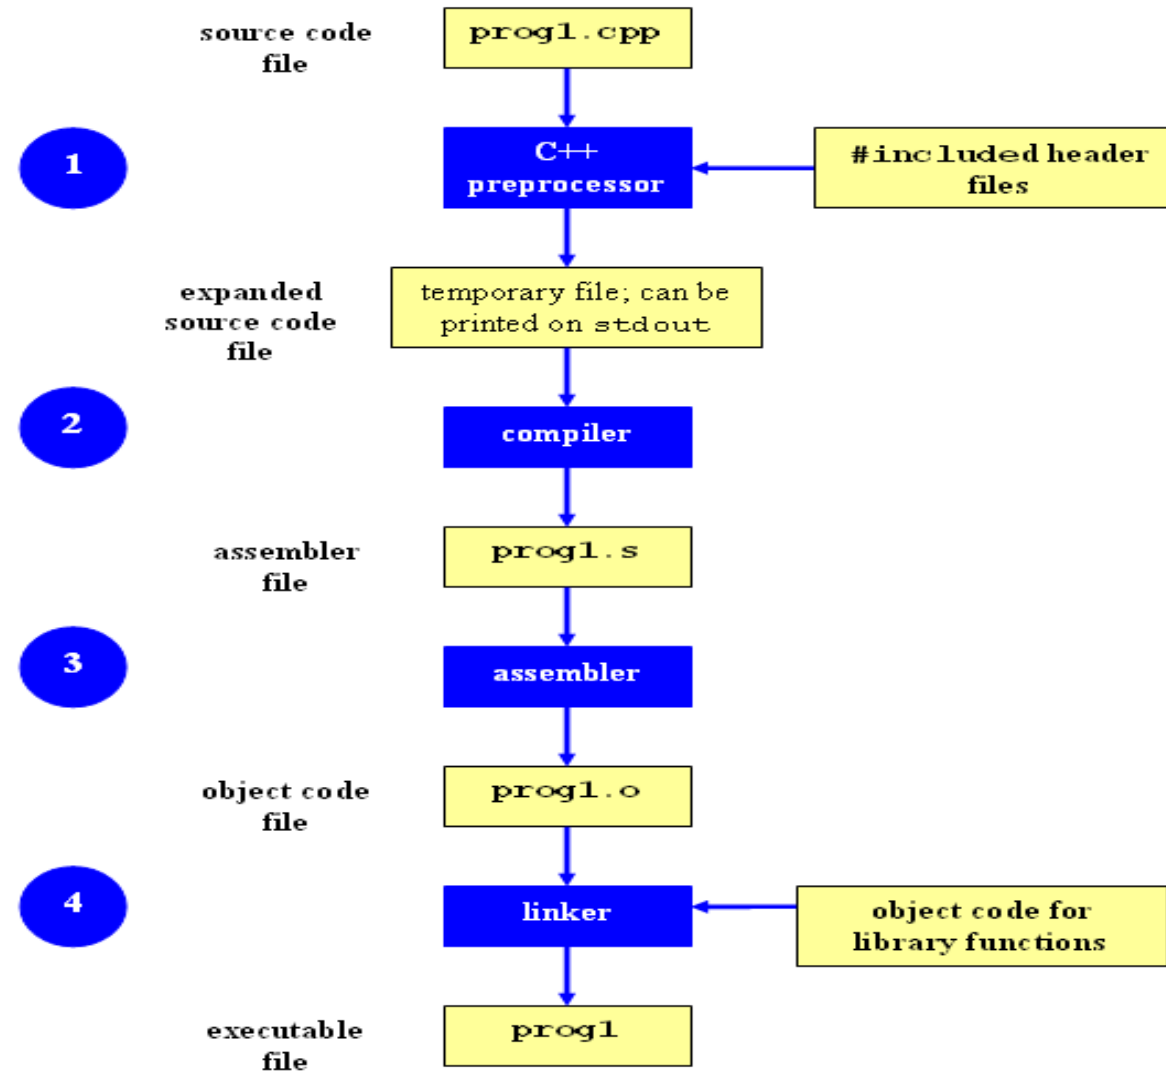 source code
file
prog1.cpp
1
C++
preprocessor
#included header
files
expanded
source code
file
temporary file; can be
printed on stdout
2
compiler
assembler
file
prog1.s
3
assembler
object code
file
prog1.o
4
linker
object code for
library functions
executable
file
prog1